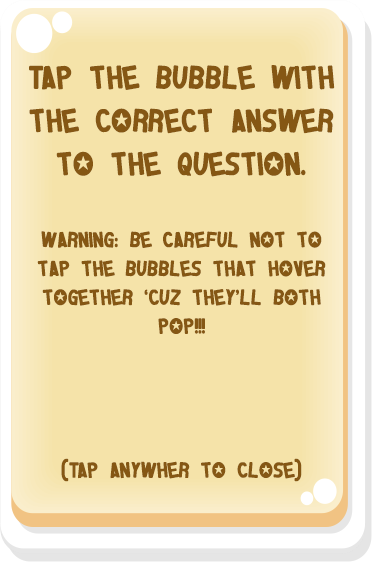 TAP THE BUBBLE WITH
THE CORRECT ANSWER
TO THE QUESTION.
WARNING: BE CAREFUL NOT TO
TAP THE BUBBLES THAT HOVER
TOGETHER 'CUZ THEY'LL BOTH
POP!!!
(TAP ANYWHER TO CLOSE)